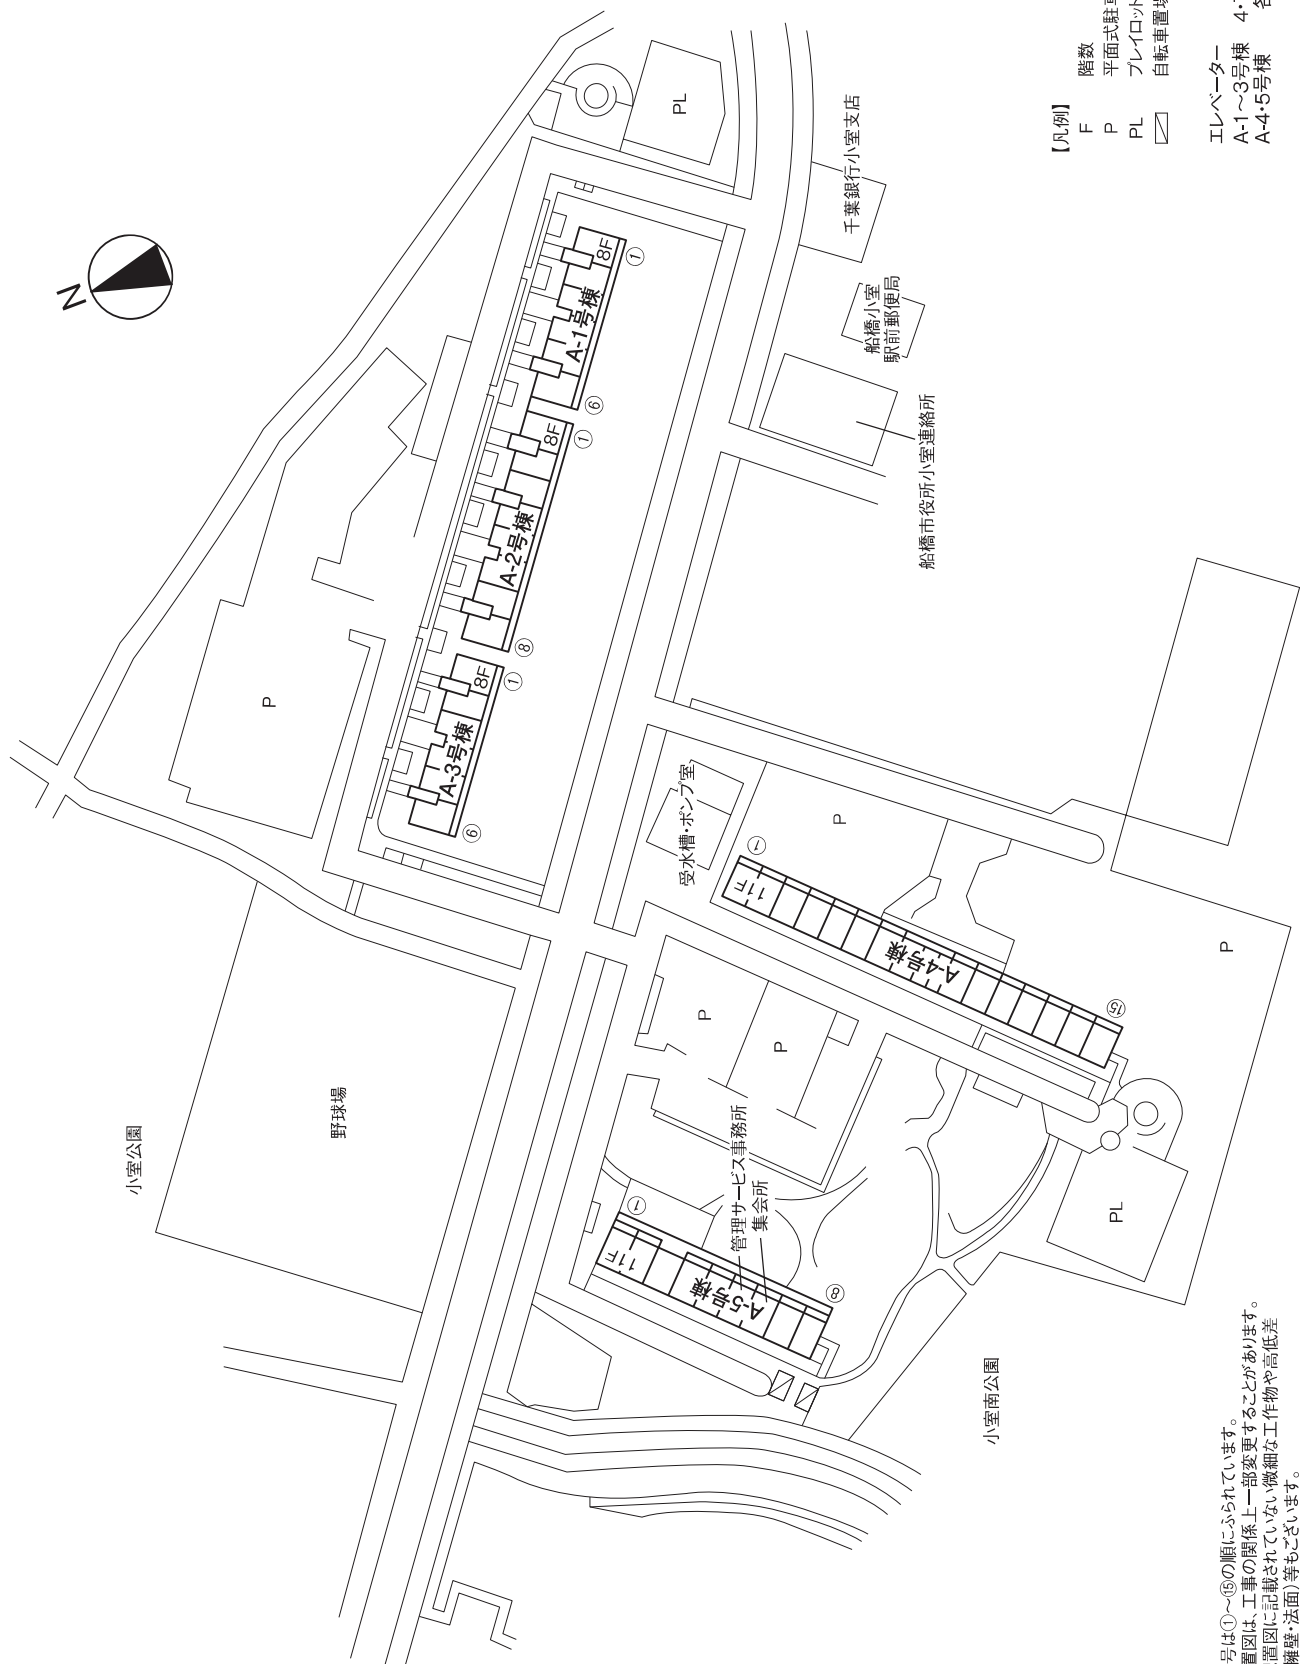 N
【凡例】
F 階数
P 平面式駐
PL プレイロット
自転車置場
エレベーター
A-1～3号棟 4・
A-4・5号棟 各
PL
千葉銀行小室支店
船橋小室
駅前郵便局
船橋市役所小室連絡所
8F
A-1号棟
①
⑥
8F
A-2号棟
①
⑧
8F
A-3号棟
①
⑥
P
受水槽・ポンプ室
P
①
11F
A-4号棟
⑮
P
P
P
野球場
小室公園
管理サービス事務所
集会所
①
11F
A-5号棟
⑧
PL
小室南公園
号は①～⑮の順にふられています。
置図は、工事の関係上一部変更することがあります。
置図に記載されていない微細な工作物や高低差
擁壁・法面)等もございます。